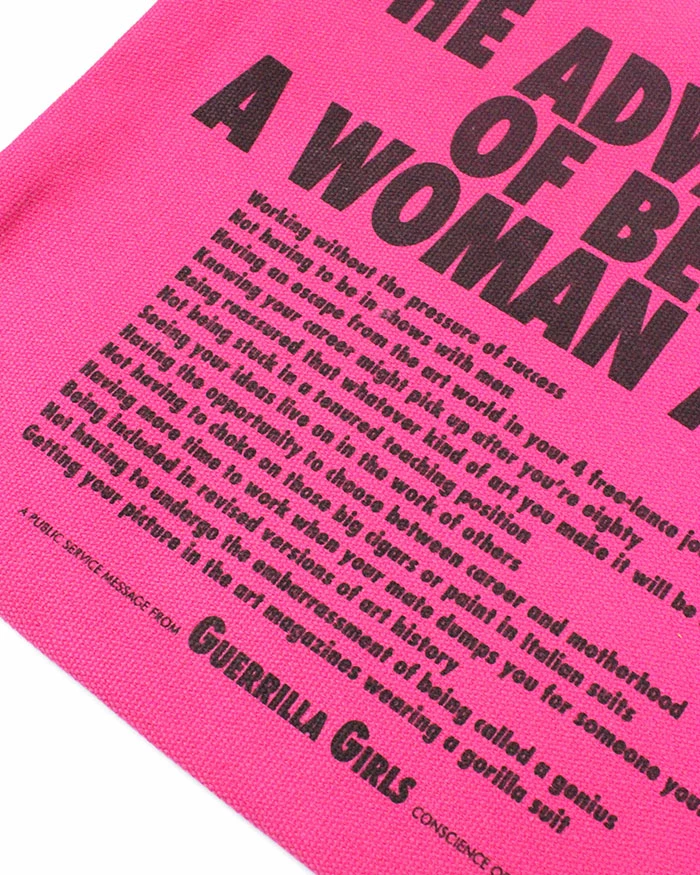 HE ADV
OF BE
A WOMAN
Working without the pressure of success
Not having to be in shows with men
Having an escape from the art world in your 4 free-lance
Knowing your career might pick up after you're eighty
Being reassured that whatever kind of art you make it will be
Not being stuck in a tenured teaching position
Seeing your ideas live on in the work of others
Having the opportunity to choose between career and motherhood
Not having to choke on those big cigars or paint in Italian suits
Having more time to work when your mate dumps you for someone
Being included in revised versions of art history
Not having to undergo the embarrassment of being called a genius
Getting your picture in the art magazines wearing a gorilla suit
A PUBLIC SERVICE MESSAGE FROM GUERRILLA GIRLS CONSCIENCE